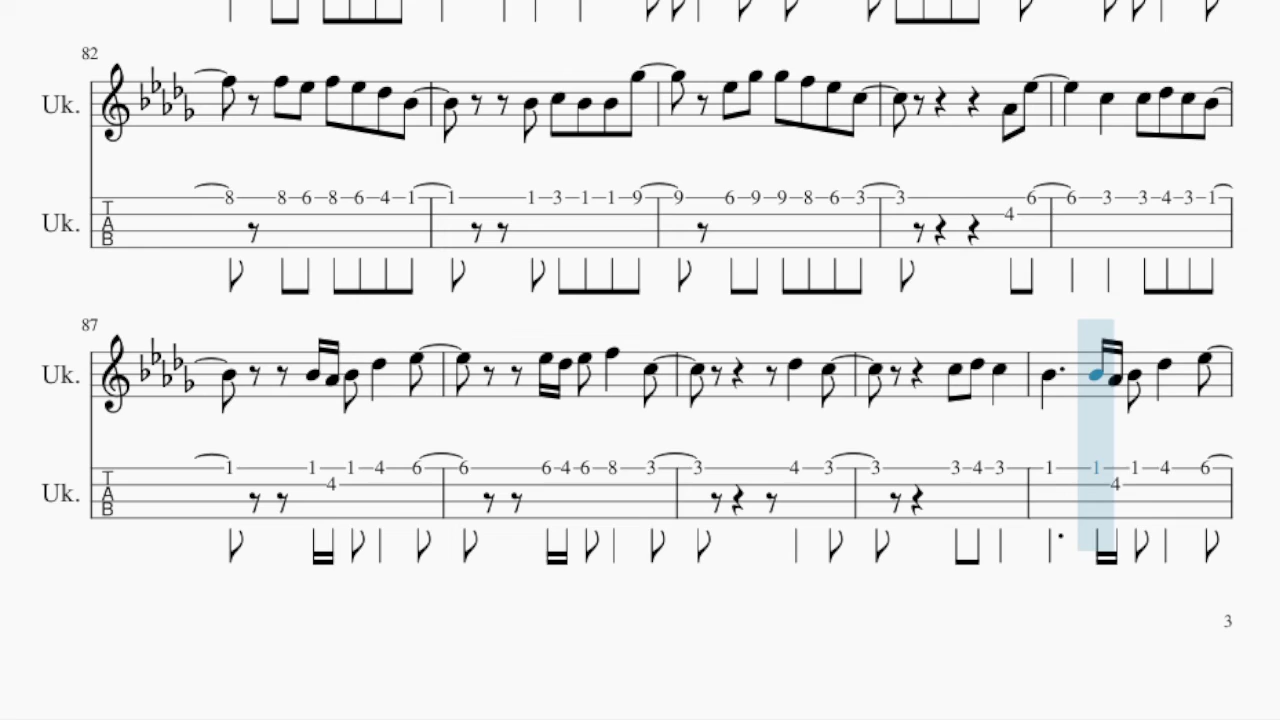 82
Uk.
Uk. TAB 8 8 6 8 6 4 1 1 1 3 1 1 9 9 6 9 9 8 6 3 3 6 6 3 3 4 3 1
4
87
Uk.
Uk. TAB 1 1 1 4 6 6 6 4 6 8 3 3 4 3 3 3 4 3 1 1 1 4 6
4 4
3